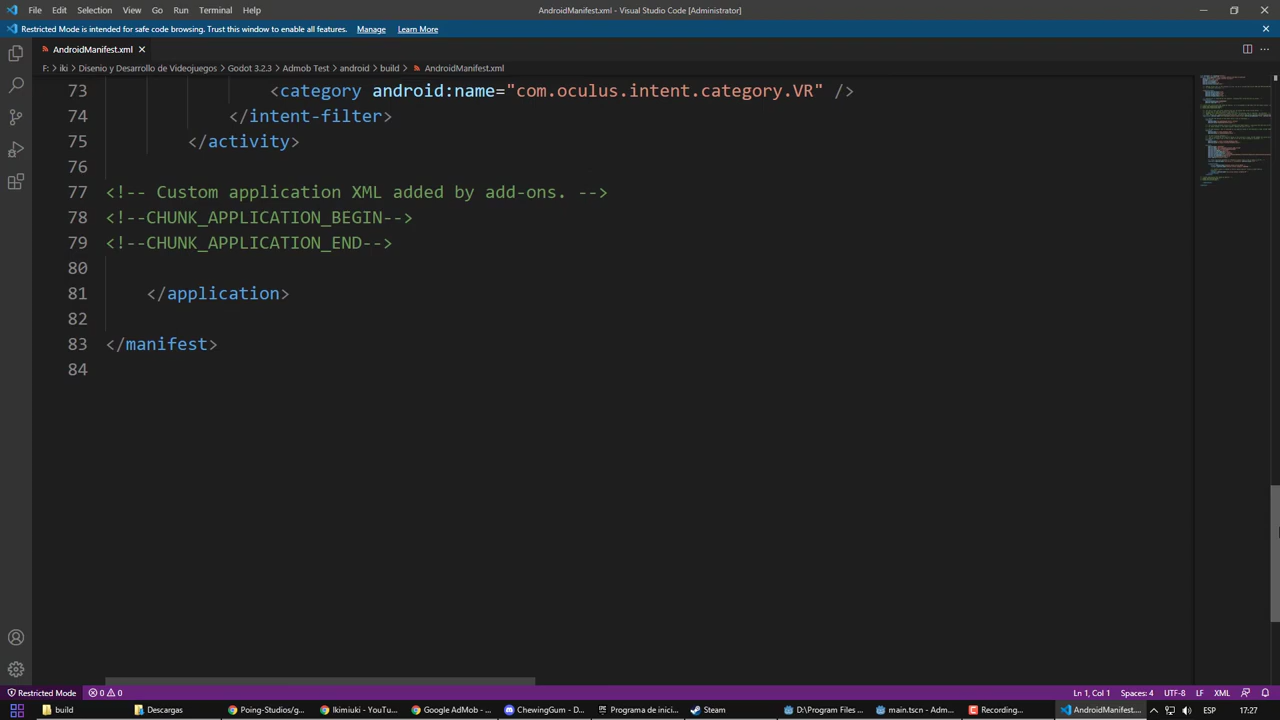 File Edit Selection View Go Run Terminal Help AndroidManifest.xml - Visual Studio Code [Administrator]
Restricted Mode is intended for safe code browsing. Trust this window to enable all features. Manage Learn More
AndroidManifest.xml
F: > iki > Disenio y Desarrollo de Videojuegos > Godot 3.2.3 > Admob Test > android > build > AndroidManifest.xml
73 <category android:name="com.oculus.intent.category.VR" />
74 </intent-filter>
75 </activity>
76
77 <!-- Custom application XML added by add-ons. -->
78 <!--CHUNK_APPLICATION_BEGIN-->
79 <!--CHUNK_APPLICATION_END-->
80
81 </application>
82
83 </manifest>
84
Restricted Mode 0 0 Ln 1, Col 1 Spaces: 4 UTF-8 LF XML
build Descargas Poing-Studios/g... Ikimiuki - YouTu... Google AdMob - ... ChewingGum - D... Programa de inici... Steam D:\Program Files ... main.tscn - Adm... Recording... AndroidManifest... ESP 17:27